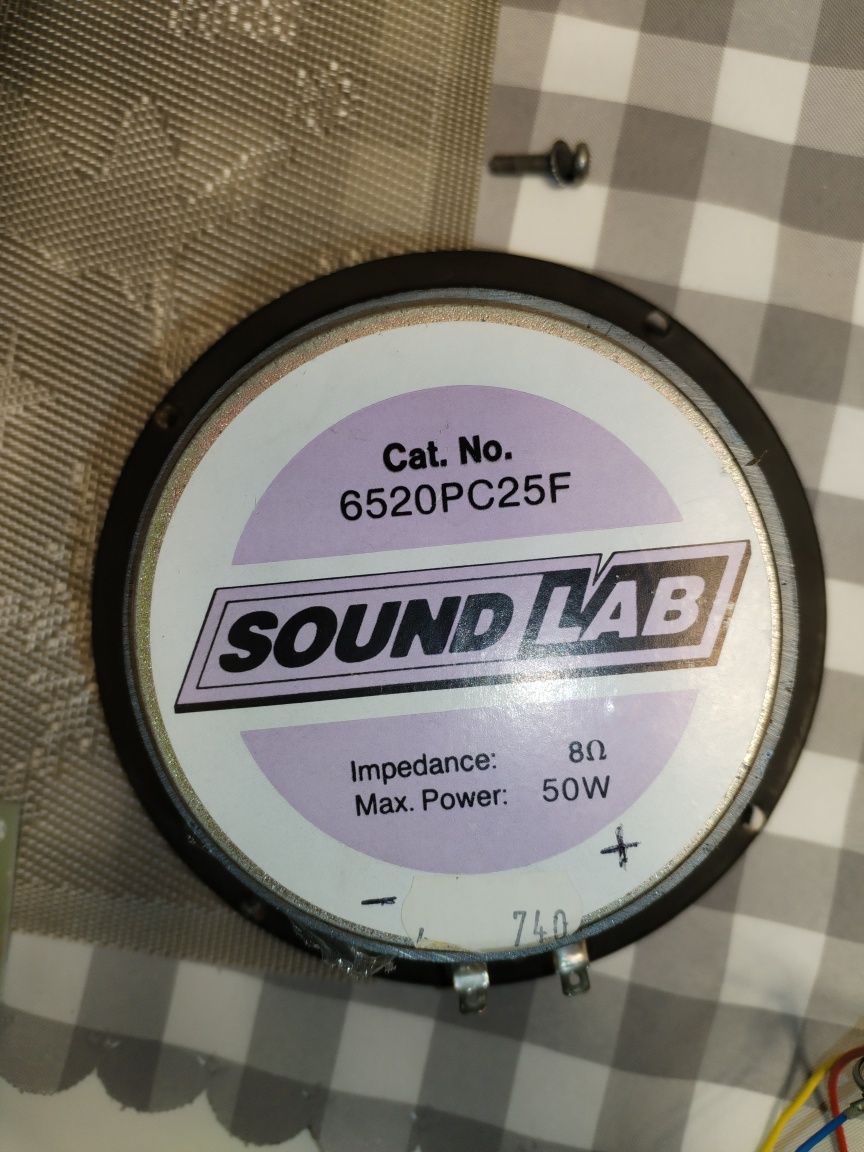 Cat. No.
6520PC25F
SOUND LAB
Impedance: 8Ω
Max. Power: 50W
+
-
740